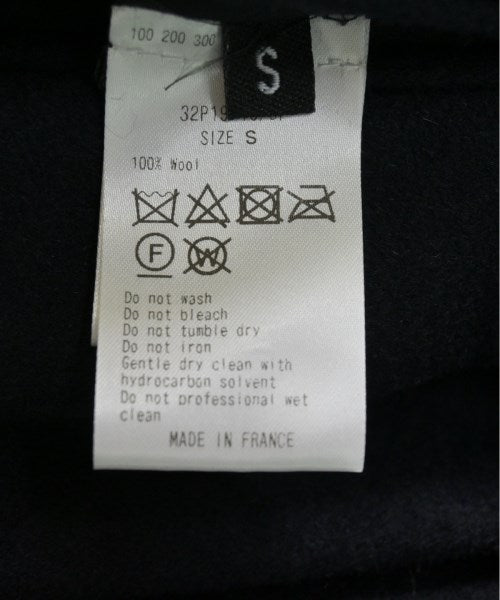 100 200 300
S
SIZE S
100% Wool
F
W
Do not wash
Do not bleach
Do not tumble dry
Do not iron
Gentle dry clean with
hydrocarbon solvent
Do not professional wet
clean
MADE IN FRANCE